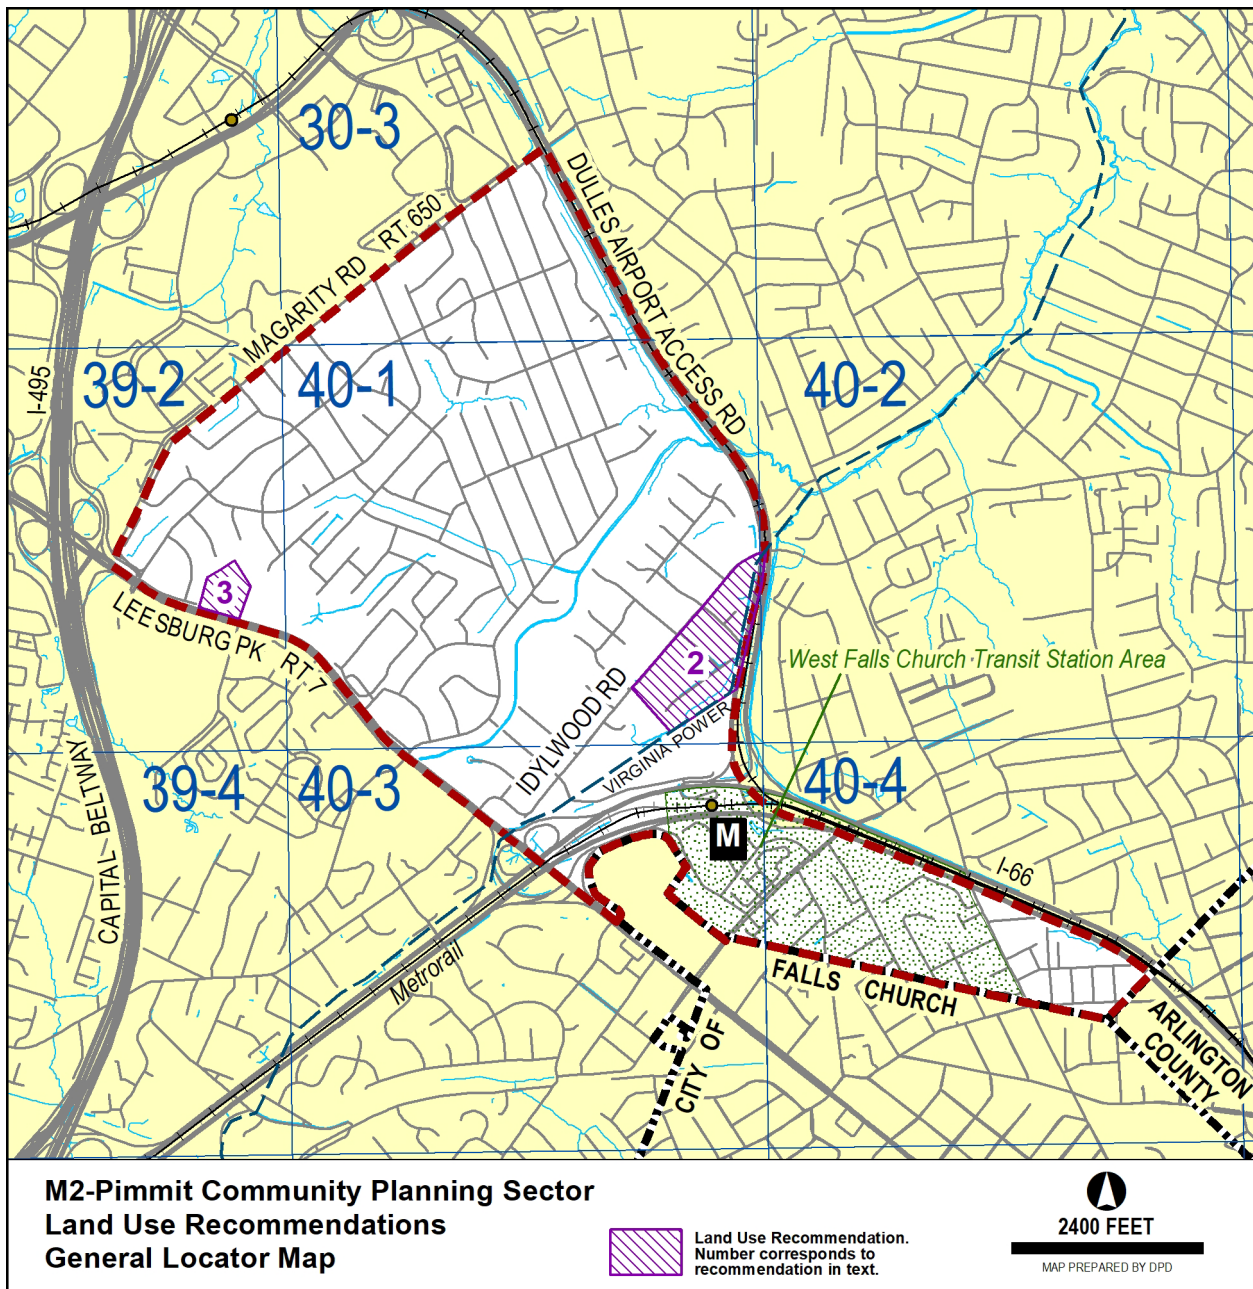 30-3
DULLES AIRPORT ACCESS RD
MAGARITY RD RT. 650
I-495
39-2
40-1
40-2
3
LEESBURG PK RT 7
2
West Falls Church Transit Station Area
IDYLWOOD RD
VIRGINIA POWER
CAPITAL BELTWAY
39-4
40-3
40-4
M
I-66
Metrorail
FALLS CHURCH
CITY OF
ARLINGTON
COUNTY
M2-Pimmit Community Planning Sector
Land Use Recommendations
General Locator Map
Land Use Recommendation.
Number corresponds to
recommendation in text.
2400 FEET
MAP PREPARED BY DPD